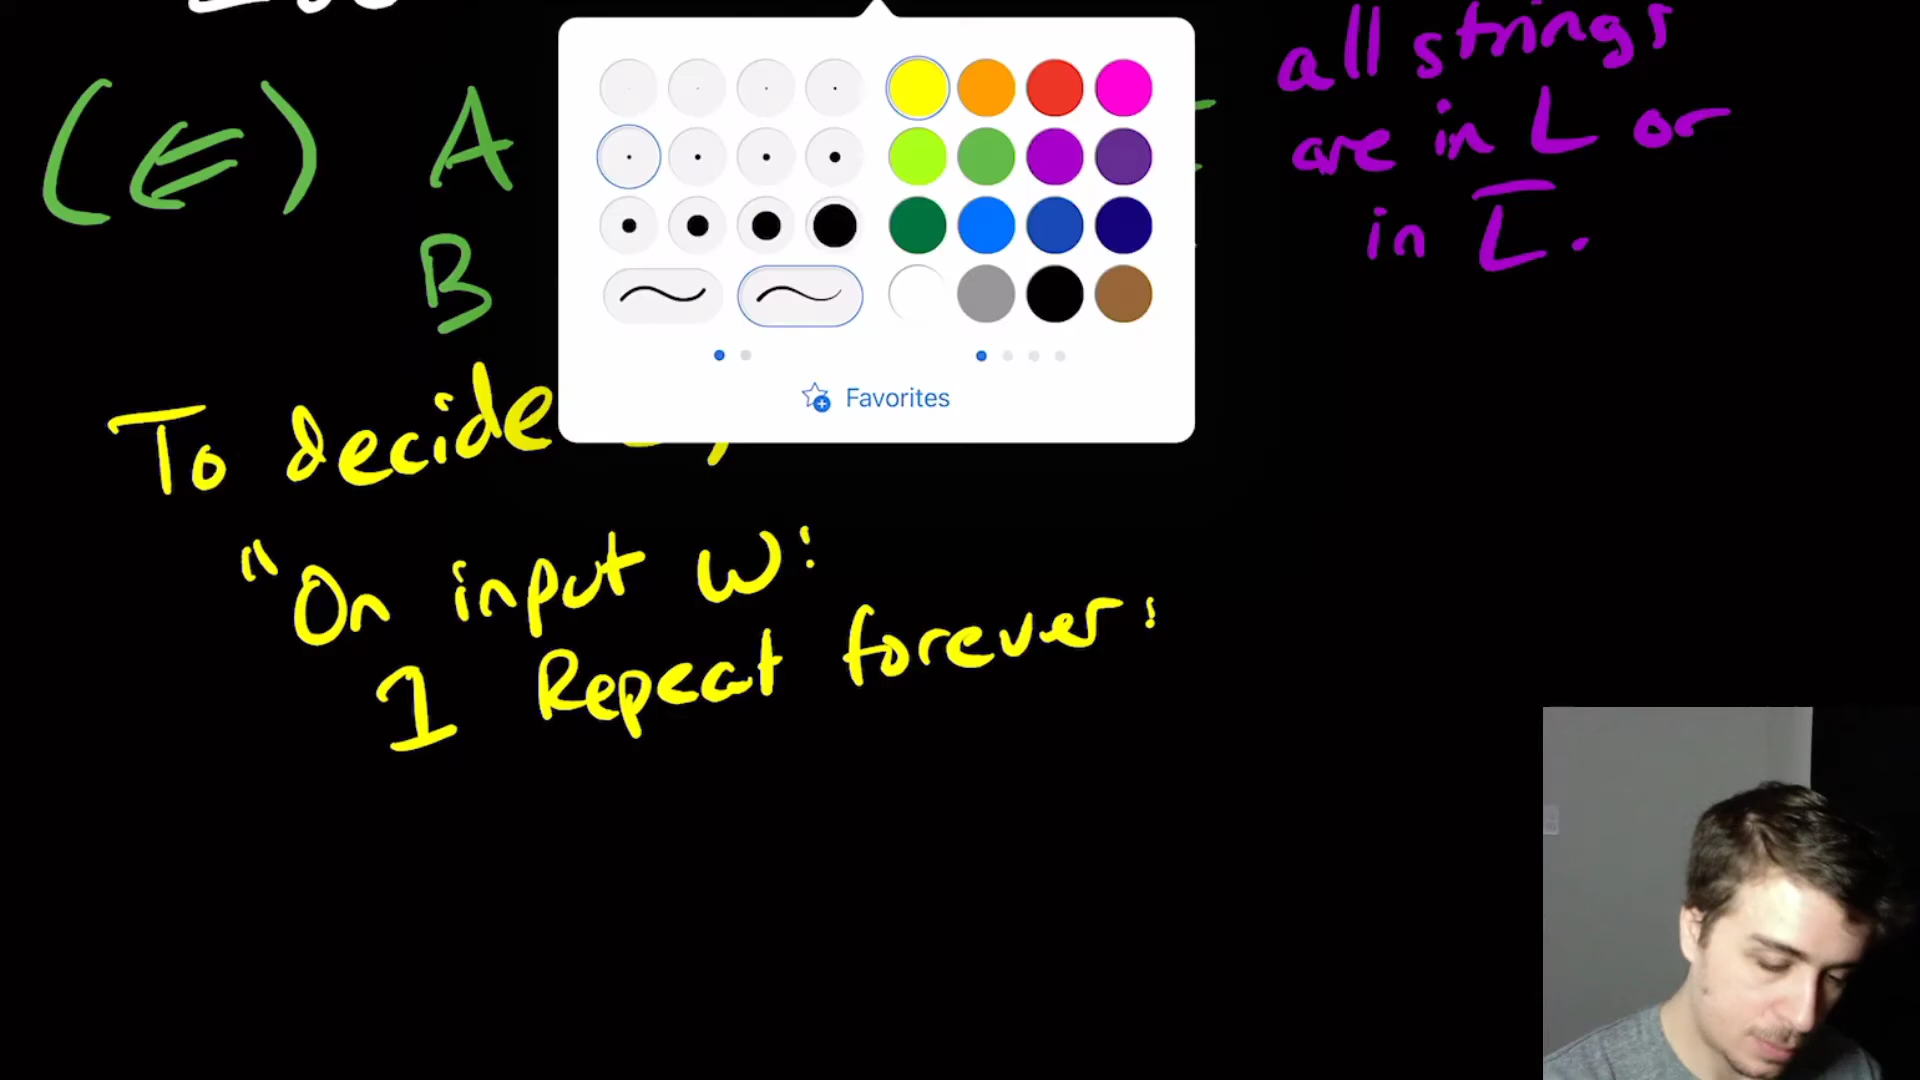 all strings
(⇐) A
are in L or
in L̅.
B
Favorites
To decide
"On input w:
1 Repeat forever: